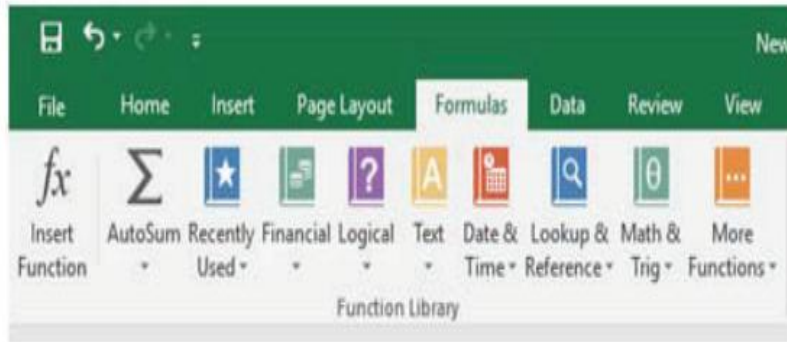 New
File Home Insert Page Layout Formulas Data Review View
fx Σ ? A θ
Insert AutoSum Recently Financial Logical Text Date & Lookup & Math & More
Function Used Time Reference Trig Functions
Function Library